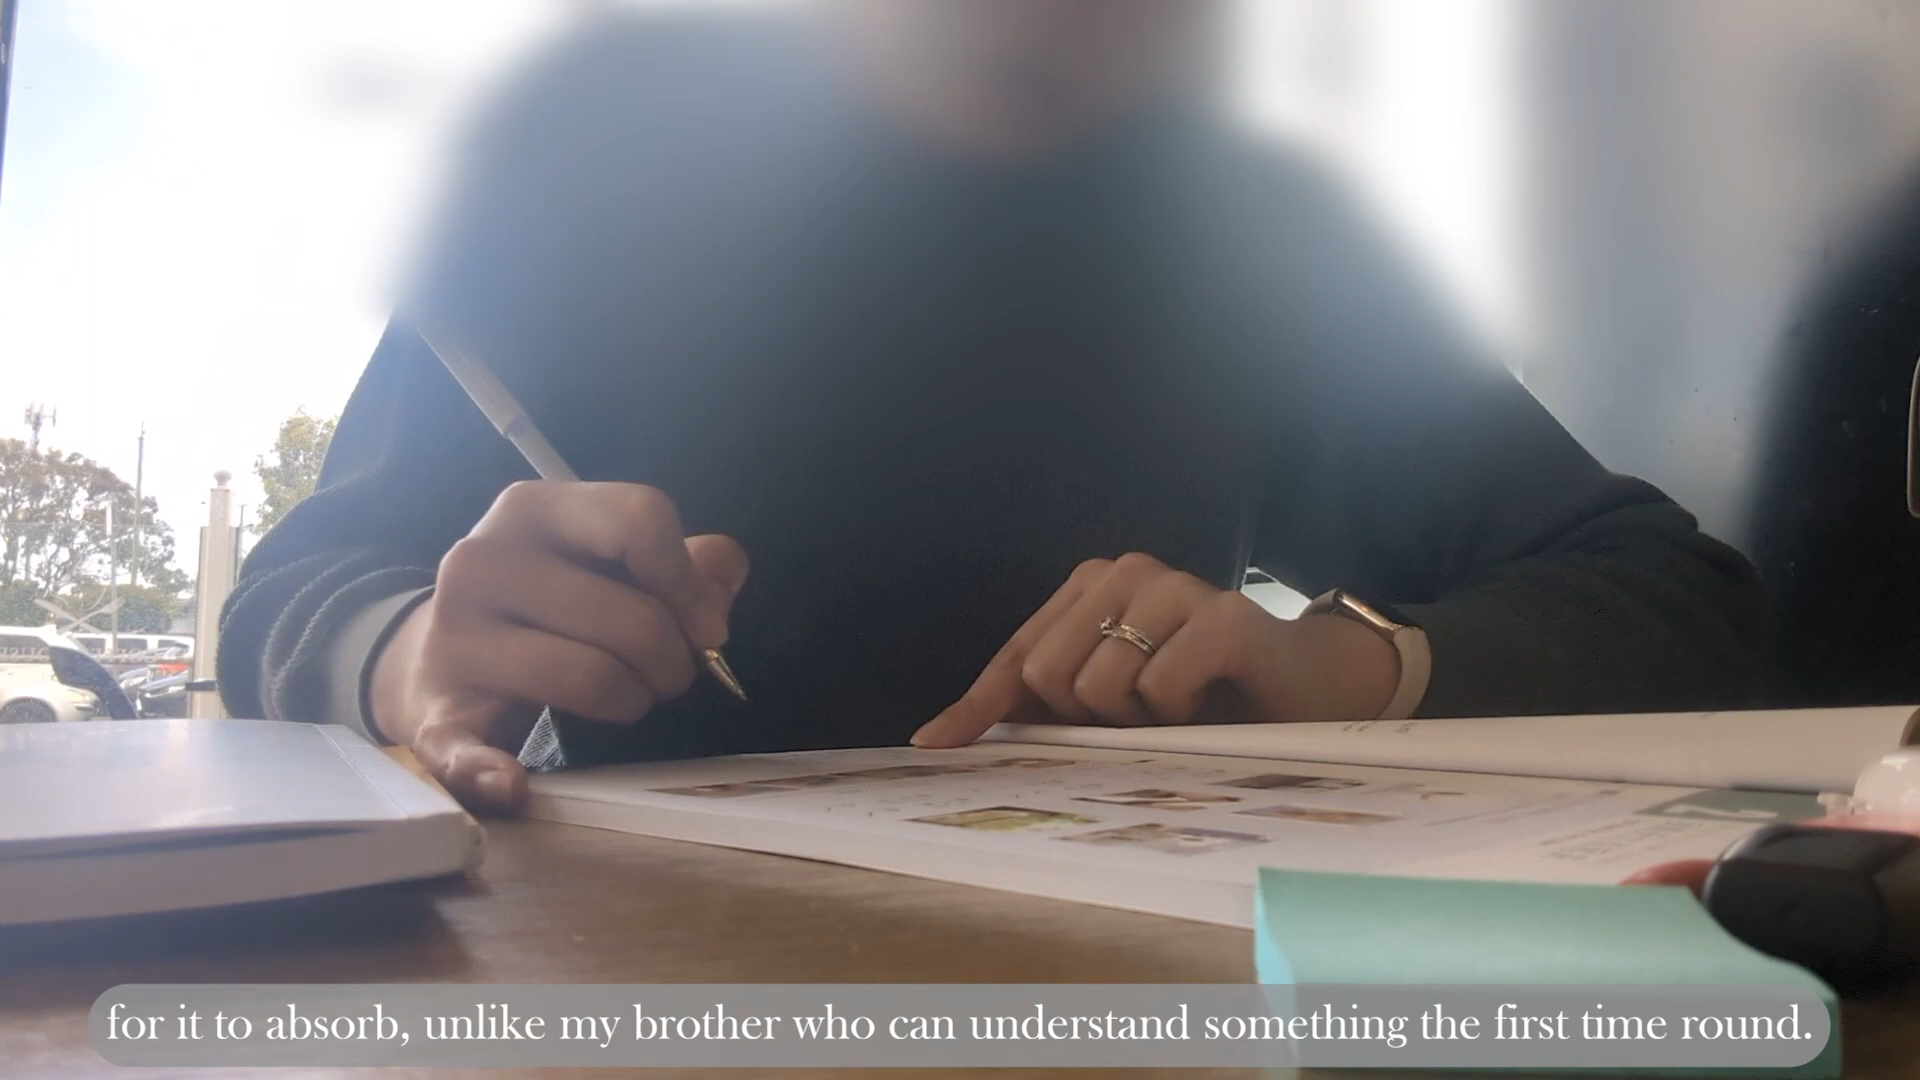 for it to absorb, unlike my brother who can understand something the first time round.